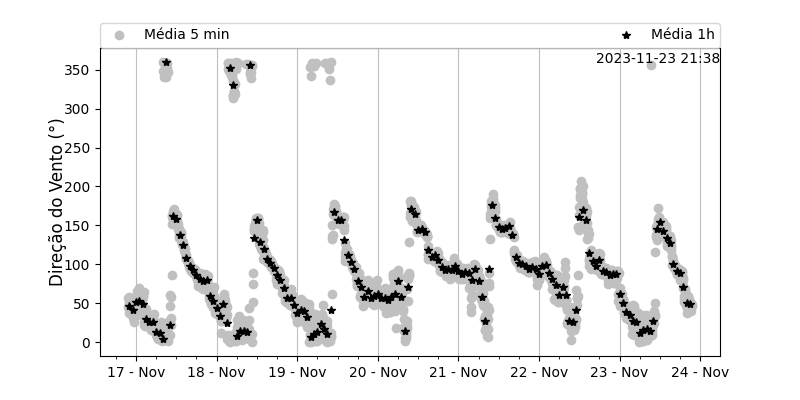 Média 5 min
Média 1h
2023-11-23 21:38
Direção do Vento (°)
350
300
250
200
150
100
50
0
17 - Nov
18 - Nov
19 - Nov
20 - Nov
21 - Nov
22 - Nov
23 - Nov
24 - Nov